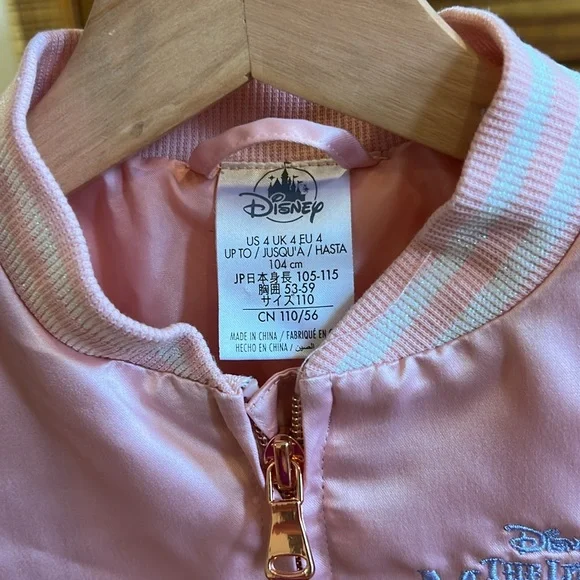 Disney
US 4 UK 4 EU 4
UP TO / JUSQU'A / HASTA
104 cm
JP日本身長 105-115
胸囲 53-59
サイズ110
CN 110/56
MADE IN CHINA / FABRIQUÉ EN
HECHO EN CHINA / الصين
THE